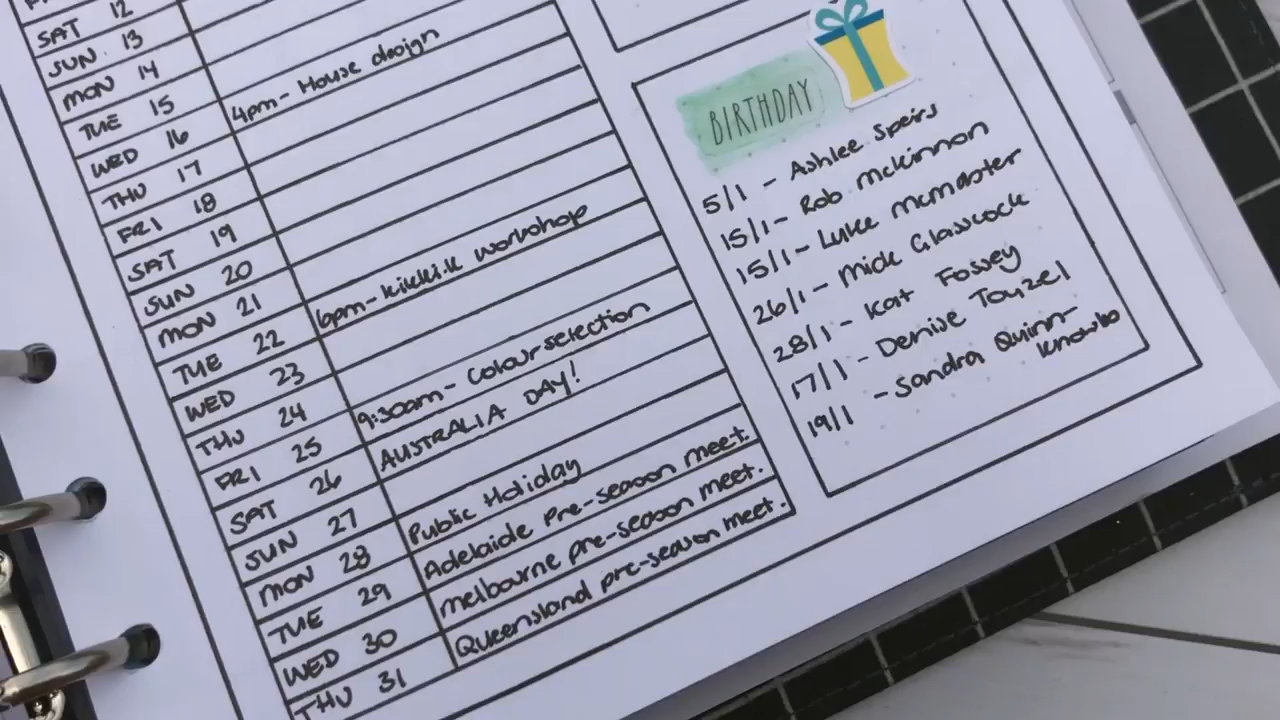 SAT 12
SUN 13
MON 14
TUE 15
WED 16 4pm - House design
THU 17
FRI 18
SAT 19
SUN 20
MON 21
TUE 22 6pm - kikki.k workshop
WED 23
THU 24
FRI 25 9:30am - Colour selection
SAT 26 AUSTRALIA DAY!
SUN 27
MON 28 Public Holiday
TUE 29 Adelaide Pre-season meet.
WED 30 Melbourne pre-season meet.
THU 31 Queensland pre-season meet.
BIRTHDAY
5/1 - Ashlee Speirs
15/1 - Rob McKinnon
15/1 - Luke McMaster
26/1 - Mick Glasscock
28/1 - Kat Fossey
17/1 - Denise Touzel
19/1 - Sandra Quinn-